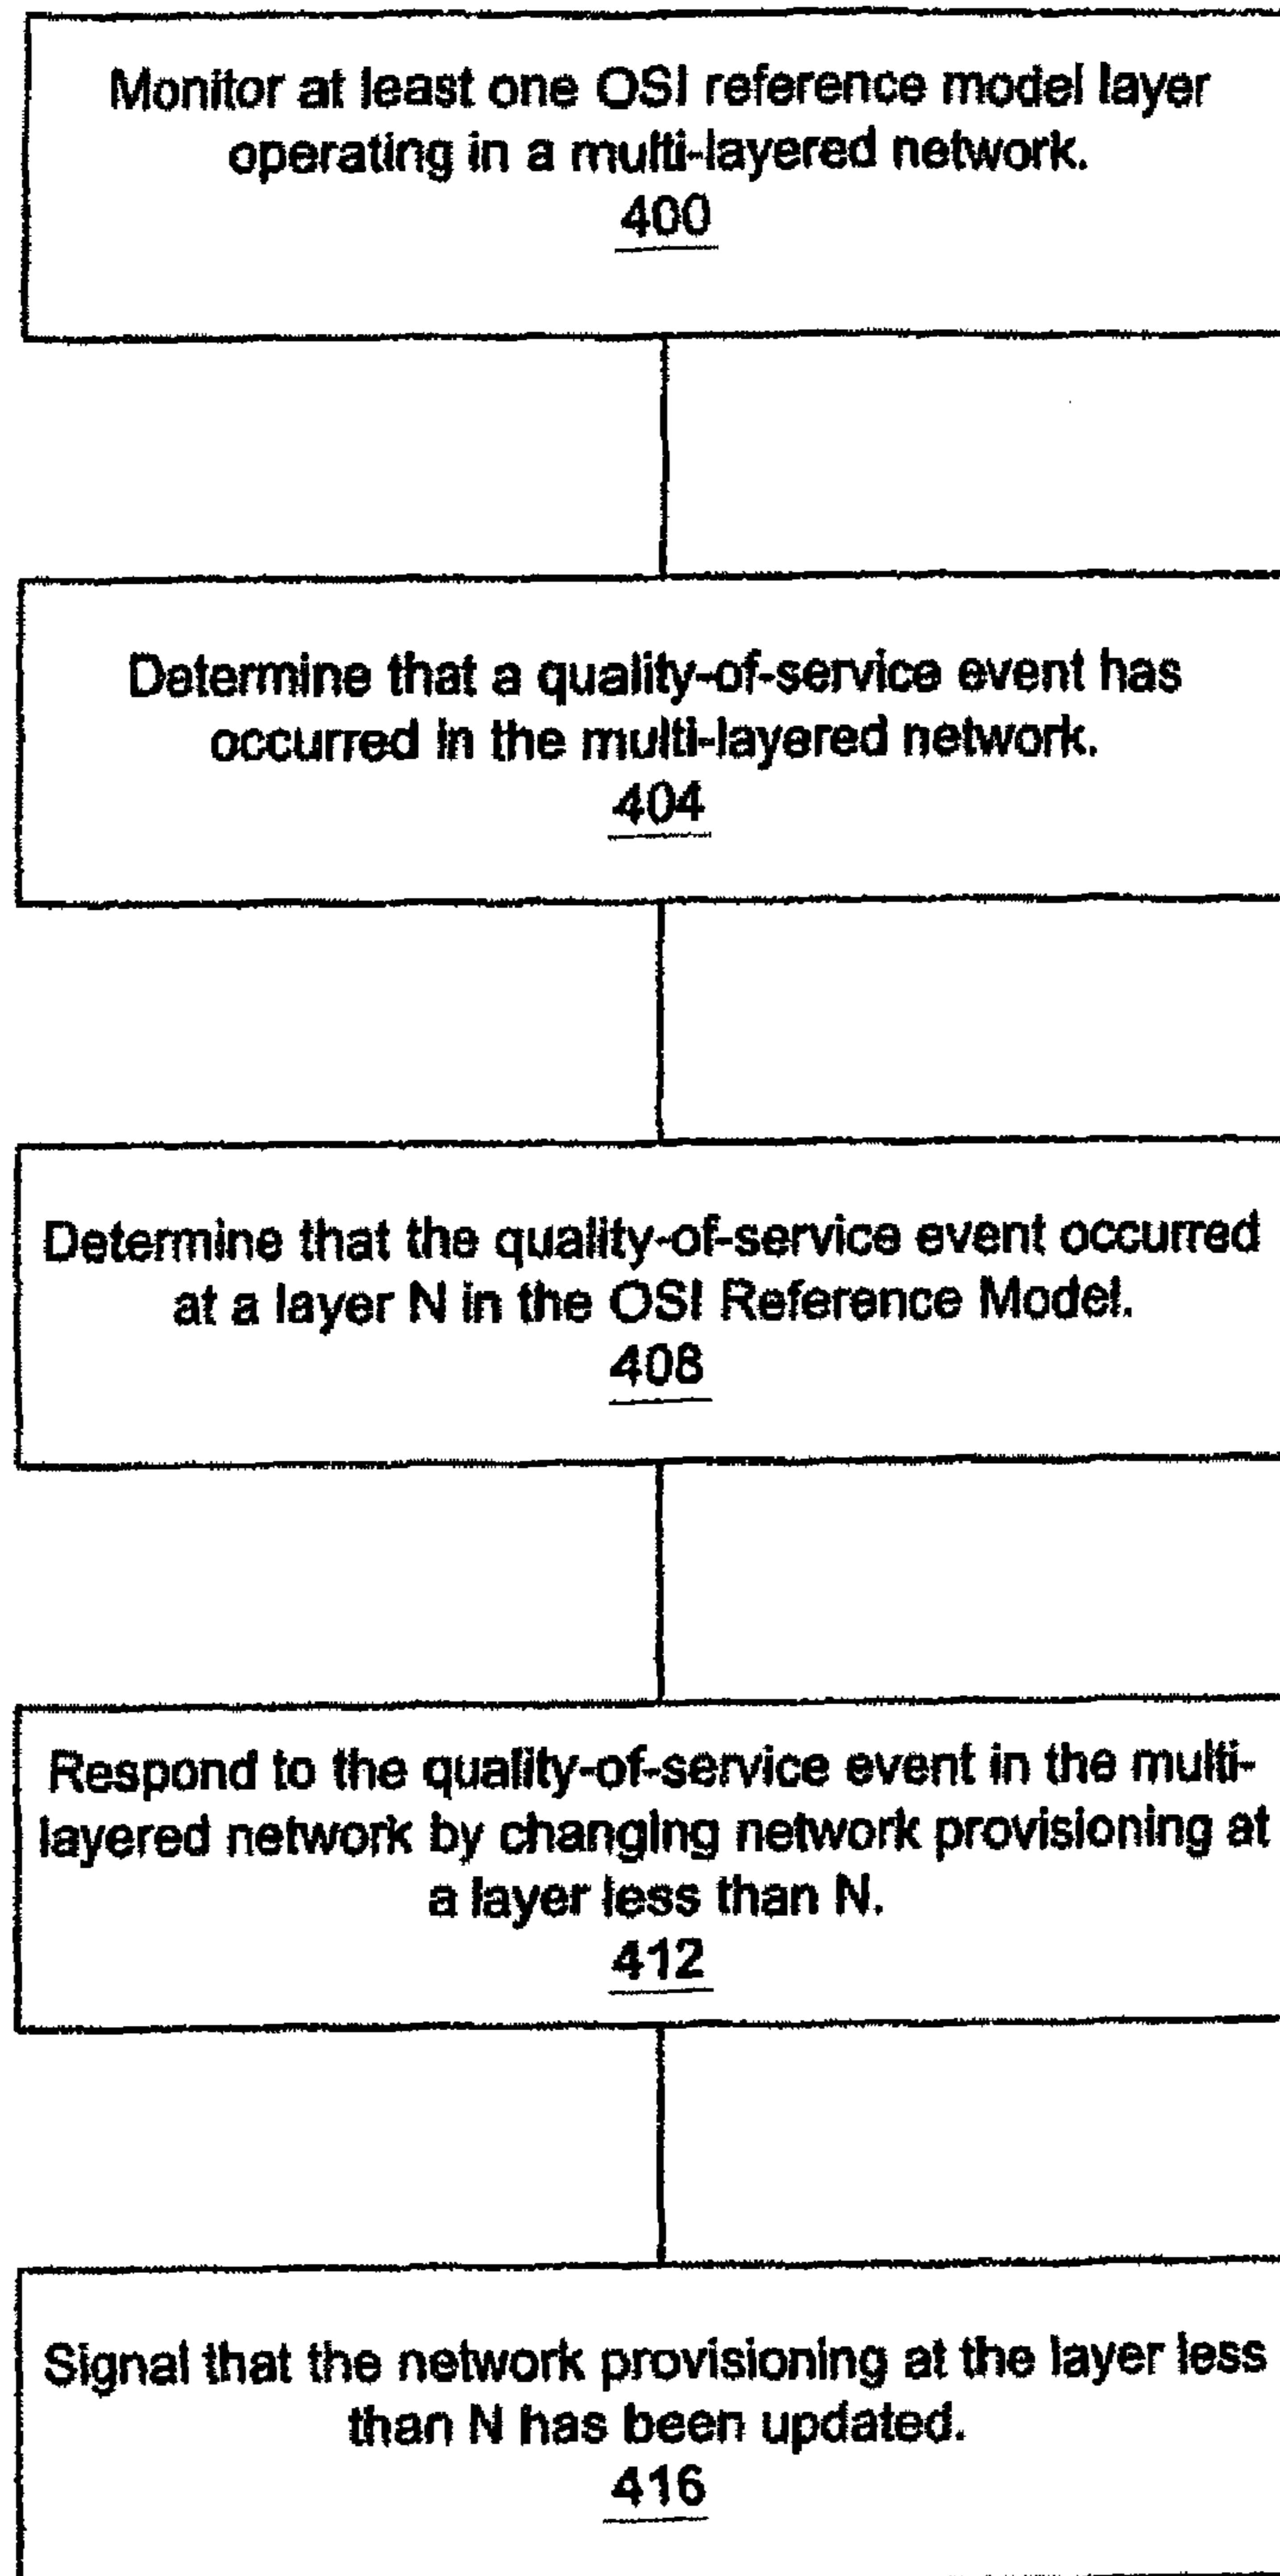 Monitor at least one OSI reference model layer
operating in a multi-layered network.
400
Determine that a quality-of-service event has
occurred in the multi-layered network.
404
Determine that the quality-of-service event occurred
at a layer N in the OSI Reference Model.
408
Respond to the quality-of-service event in the multi-
layered network by changing network provisioning at
a layer less than N.
412
Signal that the network provisioning at the layer less
than N has been updated.
416